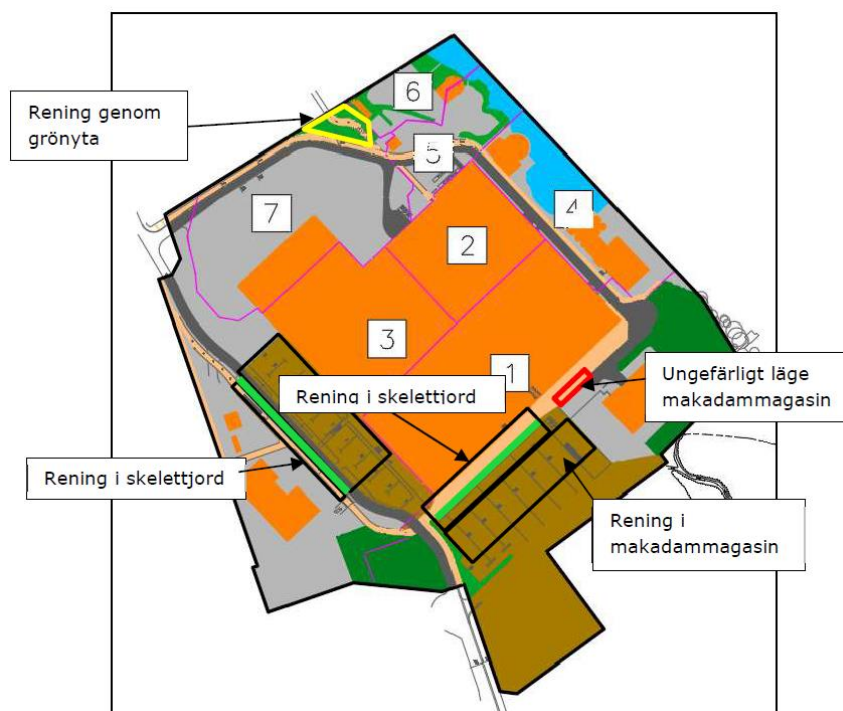 Rening genom
grönyta
6
5
7
4
2
3
1
Rening i skelettjord
Ungefärligt läge
makadammagasin
Rening i skelettjord
Rening i
makadammagasin